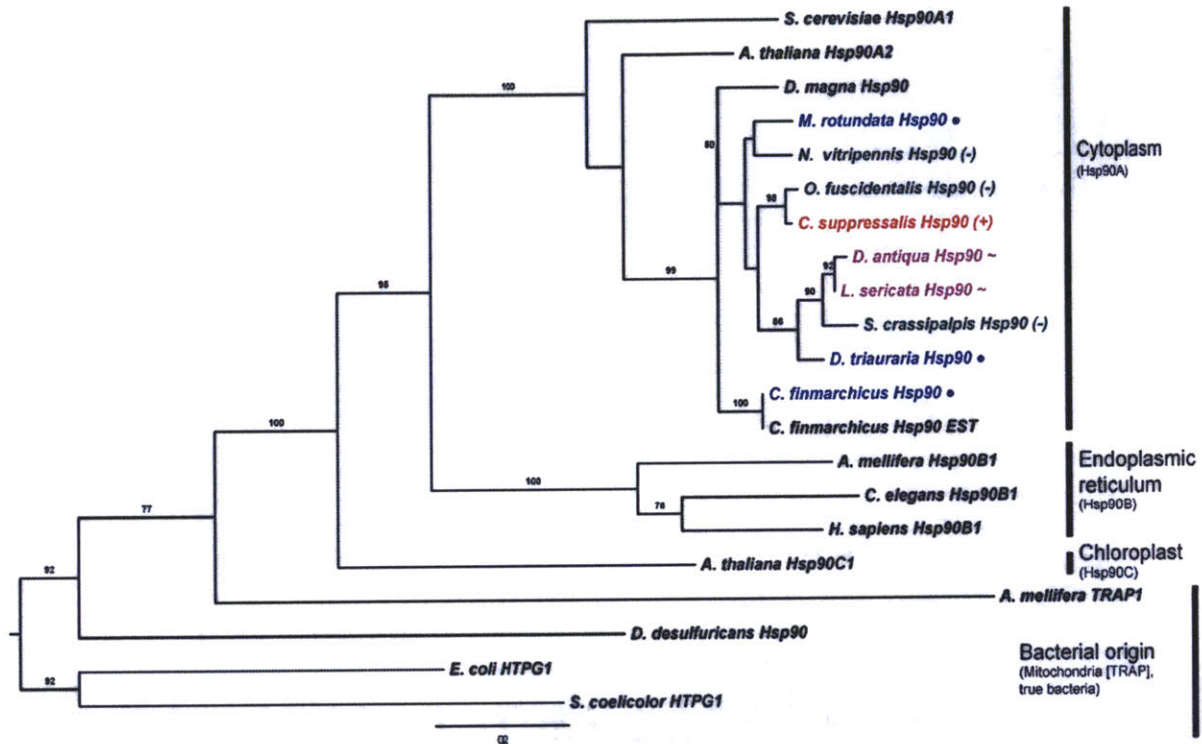 S. cerevisiae Hsp90A1
A. thaliana Hsp90A2
100
D. magna Hsp90
M. rotundata Hsp90 ●
60
Cytoplasm
(Hsp90A)
N. vitripennis Hsp90 (-)
O. fuscidentalis Hsp90 (-)
98
C. suppressalis Hsp90 (+)
D. antiqua Hsp90 ~
92
99
95
L. sericata Hsp90 ~
90
S. crassipalpis Hsp90 (-)
86
D. triauraria Hsp90 ●
C. finmarchicus Hsp90 ●
100
C. finmarchicus Hsp90 EST
100
A. mellifera Hsp90B1
Endoplasmic
reticulum
(Hsp90B)
100
C. elegans Hsp90B1
76
77
H. sapiens Hsp90B1
Chloroplast
(Hsp90C)
A. thaliana Hsp90C1
92
A. mellifera TRAP1
D. desulfuricans Hsp90
Bacterial origin
(Mitochondria [TRAP],
true bacteria)
E. coli HTPG1
92
S. coelicolor HTPG1